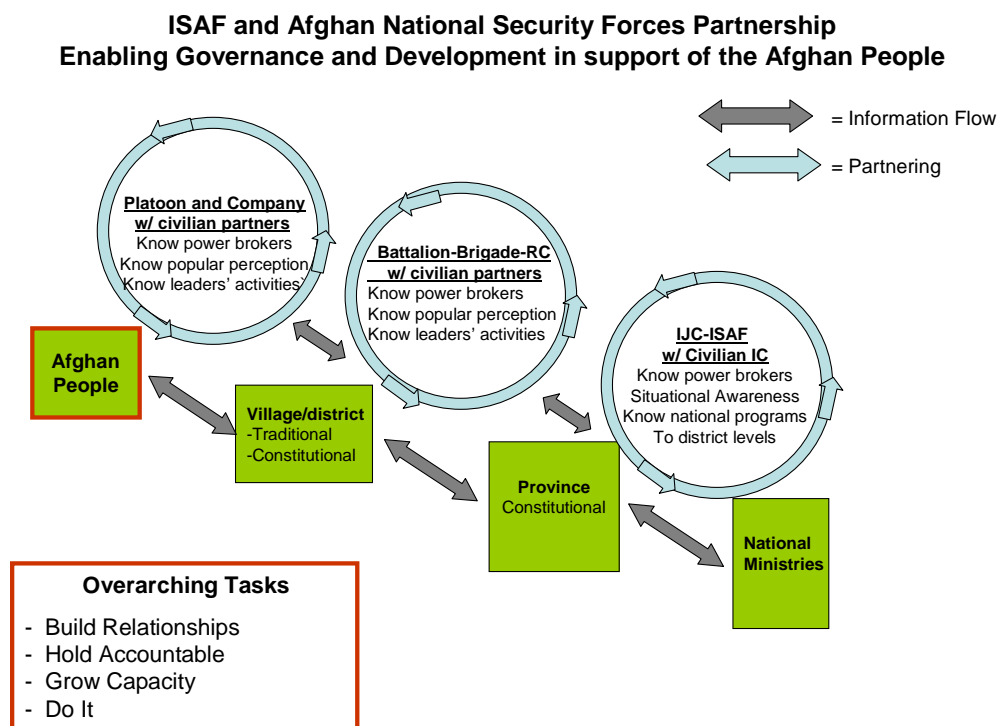 ISAF and Afghan National Security Forces Partnership
Enabling Governance and Development in support of the Afghan People
= Information Flow
= Partnering
Platoon and Company
w/ civilian partners
Know power brokers
Know popular perception
Know leaders’ activities`
Battalion-Brigade-RC
w/ civilian partners
Know power brokers
Know popular perception
Know leaders’ activities
IJC-ISAF
w/ Civilian IC
Know power brokers
Situational Awareness
Know national programs
To district levels
Afghan
People
Village/district
-Traditional
-Constitutional
Province
Constitutional
National
Ministries
Overarching Tasks
- Build Relationships
- Hold Accountable
- Grow Capacity
- Do It